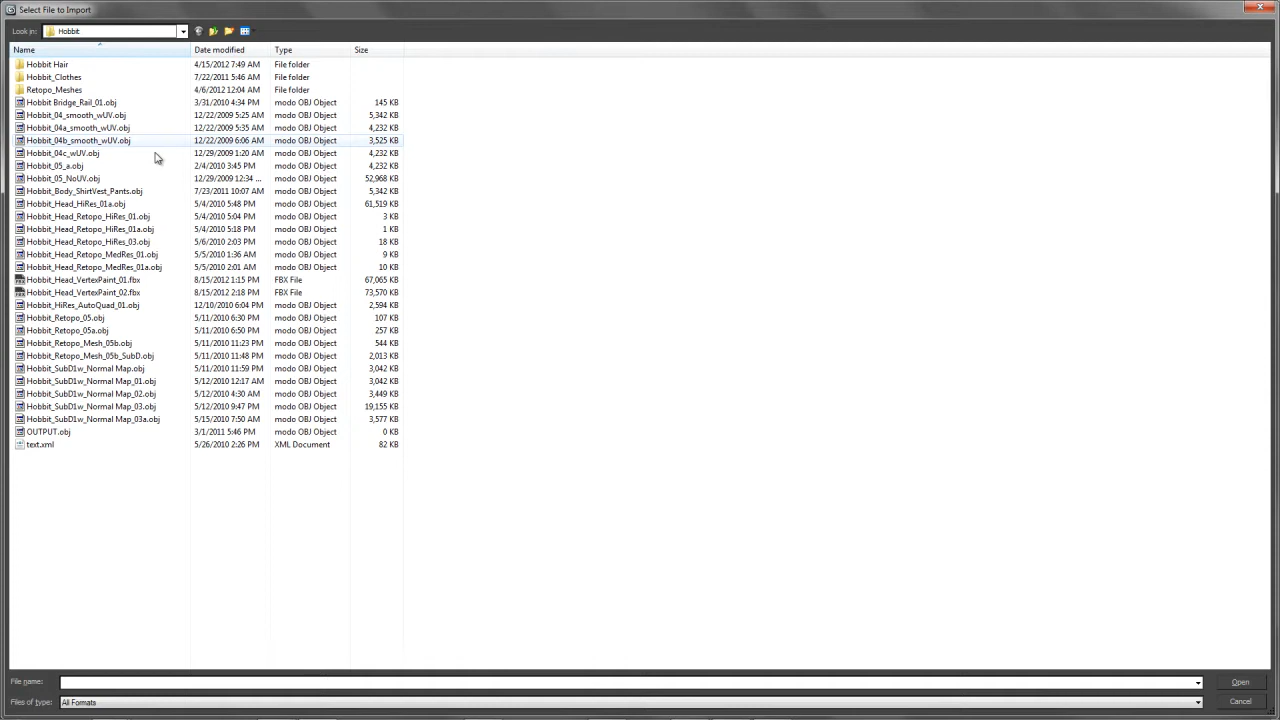 Select File to Import
Look in: Hobbit
Name Date modified Type Size
Hobbit Hair 4/15/2012 7:49 AM File folder
Hobbit_Clothes 7/22/2011 5:46 AM File folder
Retopo_Meshes 4/6/2012 12:04 AM File folder
Hobbit Bridge_Rail_01.obj 3/31/2010 4:34 PM modo OBJ Object 145 KB
Hobbit_04_smooth_wUV.obj 12/22/2009 5:25 AM modo OBJ Object 5,342 KB
Hobbit_04a_smooth_wUV.obj 12/22/2009 5:35 AM modo OBJ Object 4,232 KB
Hobbit_04b_smooth_wUV.obj 12/22/2009 6:06 AM modo OBJ Object 3,525 KB
Hobbit_04c_wUV.obj 12/29/2009 1:20 AM modo OBJ Object 4,232 KB
Hobbit_05_a.obj 2/4/2010 3:45 PM modo OBJ Object 4,232 KB
Hobbit_05_NoUV.obj 12/29/2009 12:34 ... modo OBJ Object 52,968 KB
Hobbit_Body_ShirtVest_Pants.obj 7/23/2011 10:07 AM modo OBJ Object 5,342 KB
Hobbit_Head_HiRes_01a.obj 5/4/2010 5:48 PM modo OBJ Object 61,519 KB
Hobbit_Head_Retopo_HiRes_01.obj 5/4/2010 5:04 PM modo OBJ Object 3 KB
Hobbit_Head_Retopo_HiRes_01a.obj 5/4/2010 5:18 PM modo OBJ Object 1 KB
Hobbit_Head_Retopo_HiRes_03.obj 5/6/2010 2:03 PM modo OBJ Object 18 KB
Hobbit_Head_Retopo_MedRes_01.obj 5/5/2010 1:36 AM modo OBJ Object 9 KB
Hobbit_Head_Retopo_MedRes_01a.obj 5/5/2010 2:01 AM modo OBJ Object 10 KB
Hobbit_Head_VertexPaint_01.fbx 8/15/2012 1:15 PM FBX File 67,065 KB
Hobbit_Head_VertexPaint_02.fbx 8/15/2012 2:18 PM FBX File 73,570 KB
Hobbit_HiRes_AutoQuad_01.obj 12/10/2010 6:04 PM modo OBJ Object 2,594 KB
Hobbit_Retopo_05.obj 5/11/2010 6:30 PM modo OBJ Object 107 KB
Hobbit_Retopo_05a.obj 5/11/2010 6:50 PM modo OBJ Object 257 KB
Hobbit_Retopo_Mesh_05b.obj 5/11/2010 11:23 PM modo OBJ Object 544 KB
Hobbit_Retopo_Mesh_05b_SubD.obj 5/11/2010 11:48 PM modo OBJ Object 2,013 KB
Hobbit_SubD1w_Normal Map.obj 5/11/2010 11:59 PM modo OBJ Object 3,042 KB
Hobbit_SubD1w_Normal Map_01.obj 5/12/2010 12:17 AM modo OBJ Object 3,042 KB
Hobbit_SubD1w_Normal Map_02.obj 5/12/2010 4:30 AM modo OBJ Object 3,449 KB
Hobbit_SubD1w_Normal Map_03.obj 5/12/2010 9:47 PM modo OBJ Object 19,155 KB
Hobbit_SubD1w_Normal Map_03a.obj 5/15/2010 7:50 AM modo OBJ Object 3,577 KB
OUTPUT.obj 3/1/2011 5:46 PM modo OBJ Object 0 KB
text.xml 5/26/2010 2:26 PM XML Document 82 KB
File name: Open
Files of type: All Formats Cancel